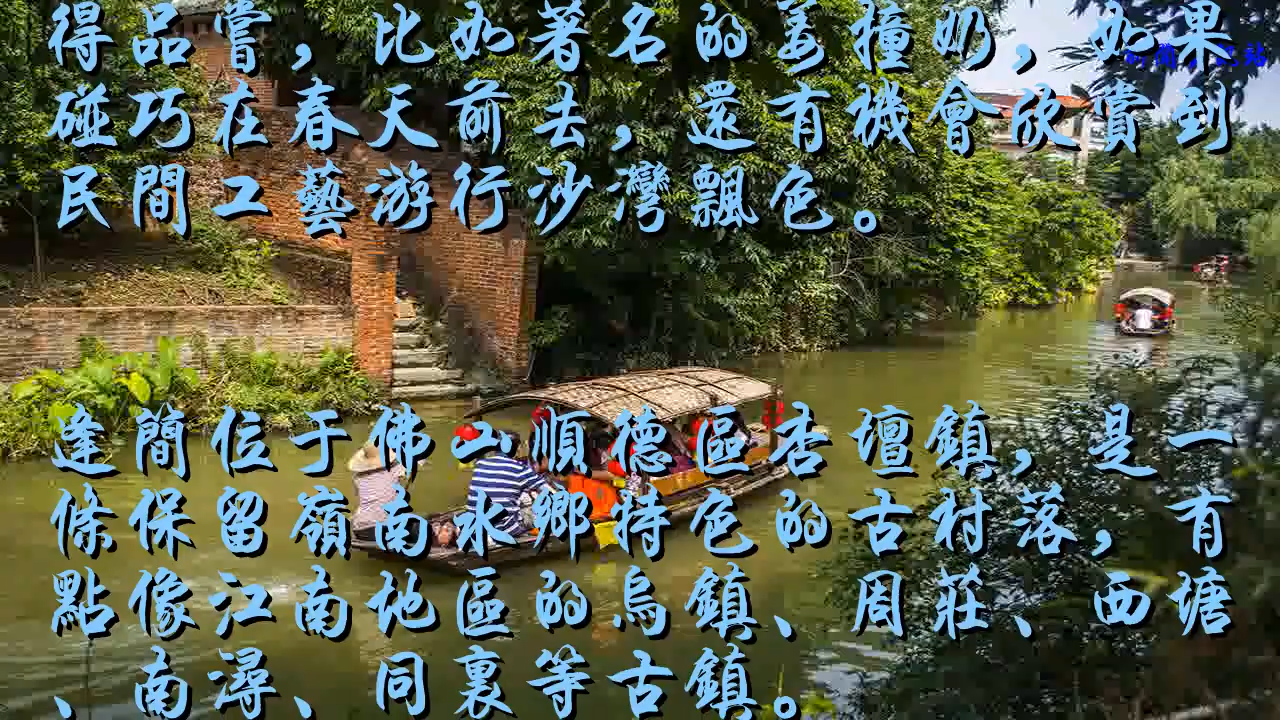 得品嘗，比如著名的姜撞奶，如果
碰巧在春天前去，還有機會欣賞到
民間工藝游行沙灣飄色。
逢簡位于佛山順德區杏壇鎮，是一
條保留嶺南水鄉特色的古村落，有
點像江南地區的烏鎮、周莊、西塘
、南潯、同裏等古鎮。